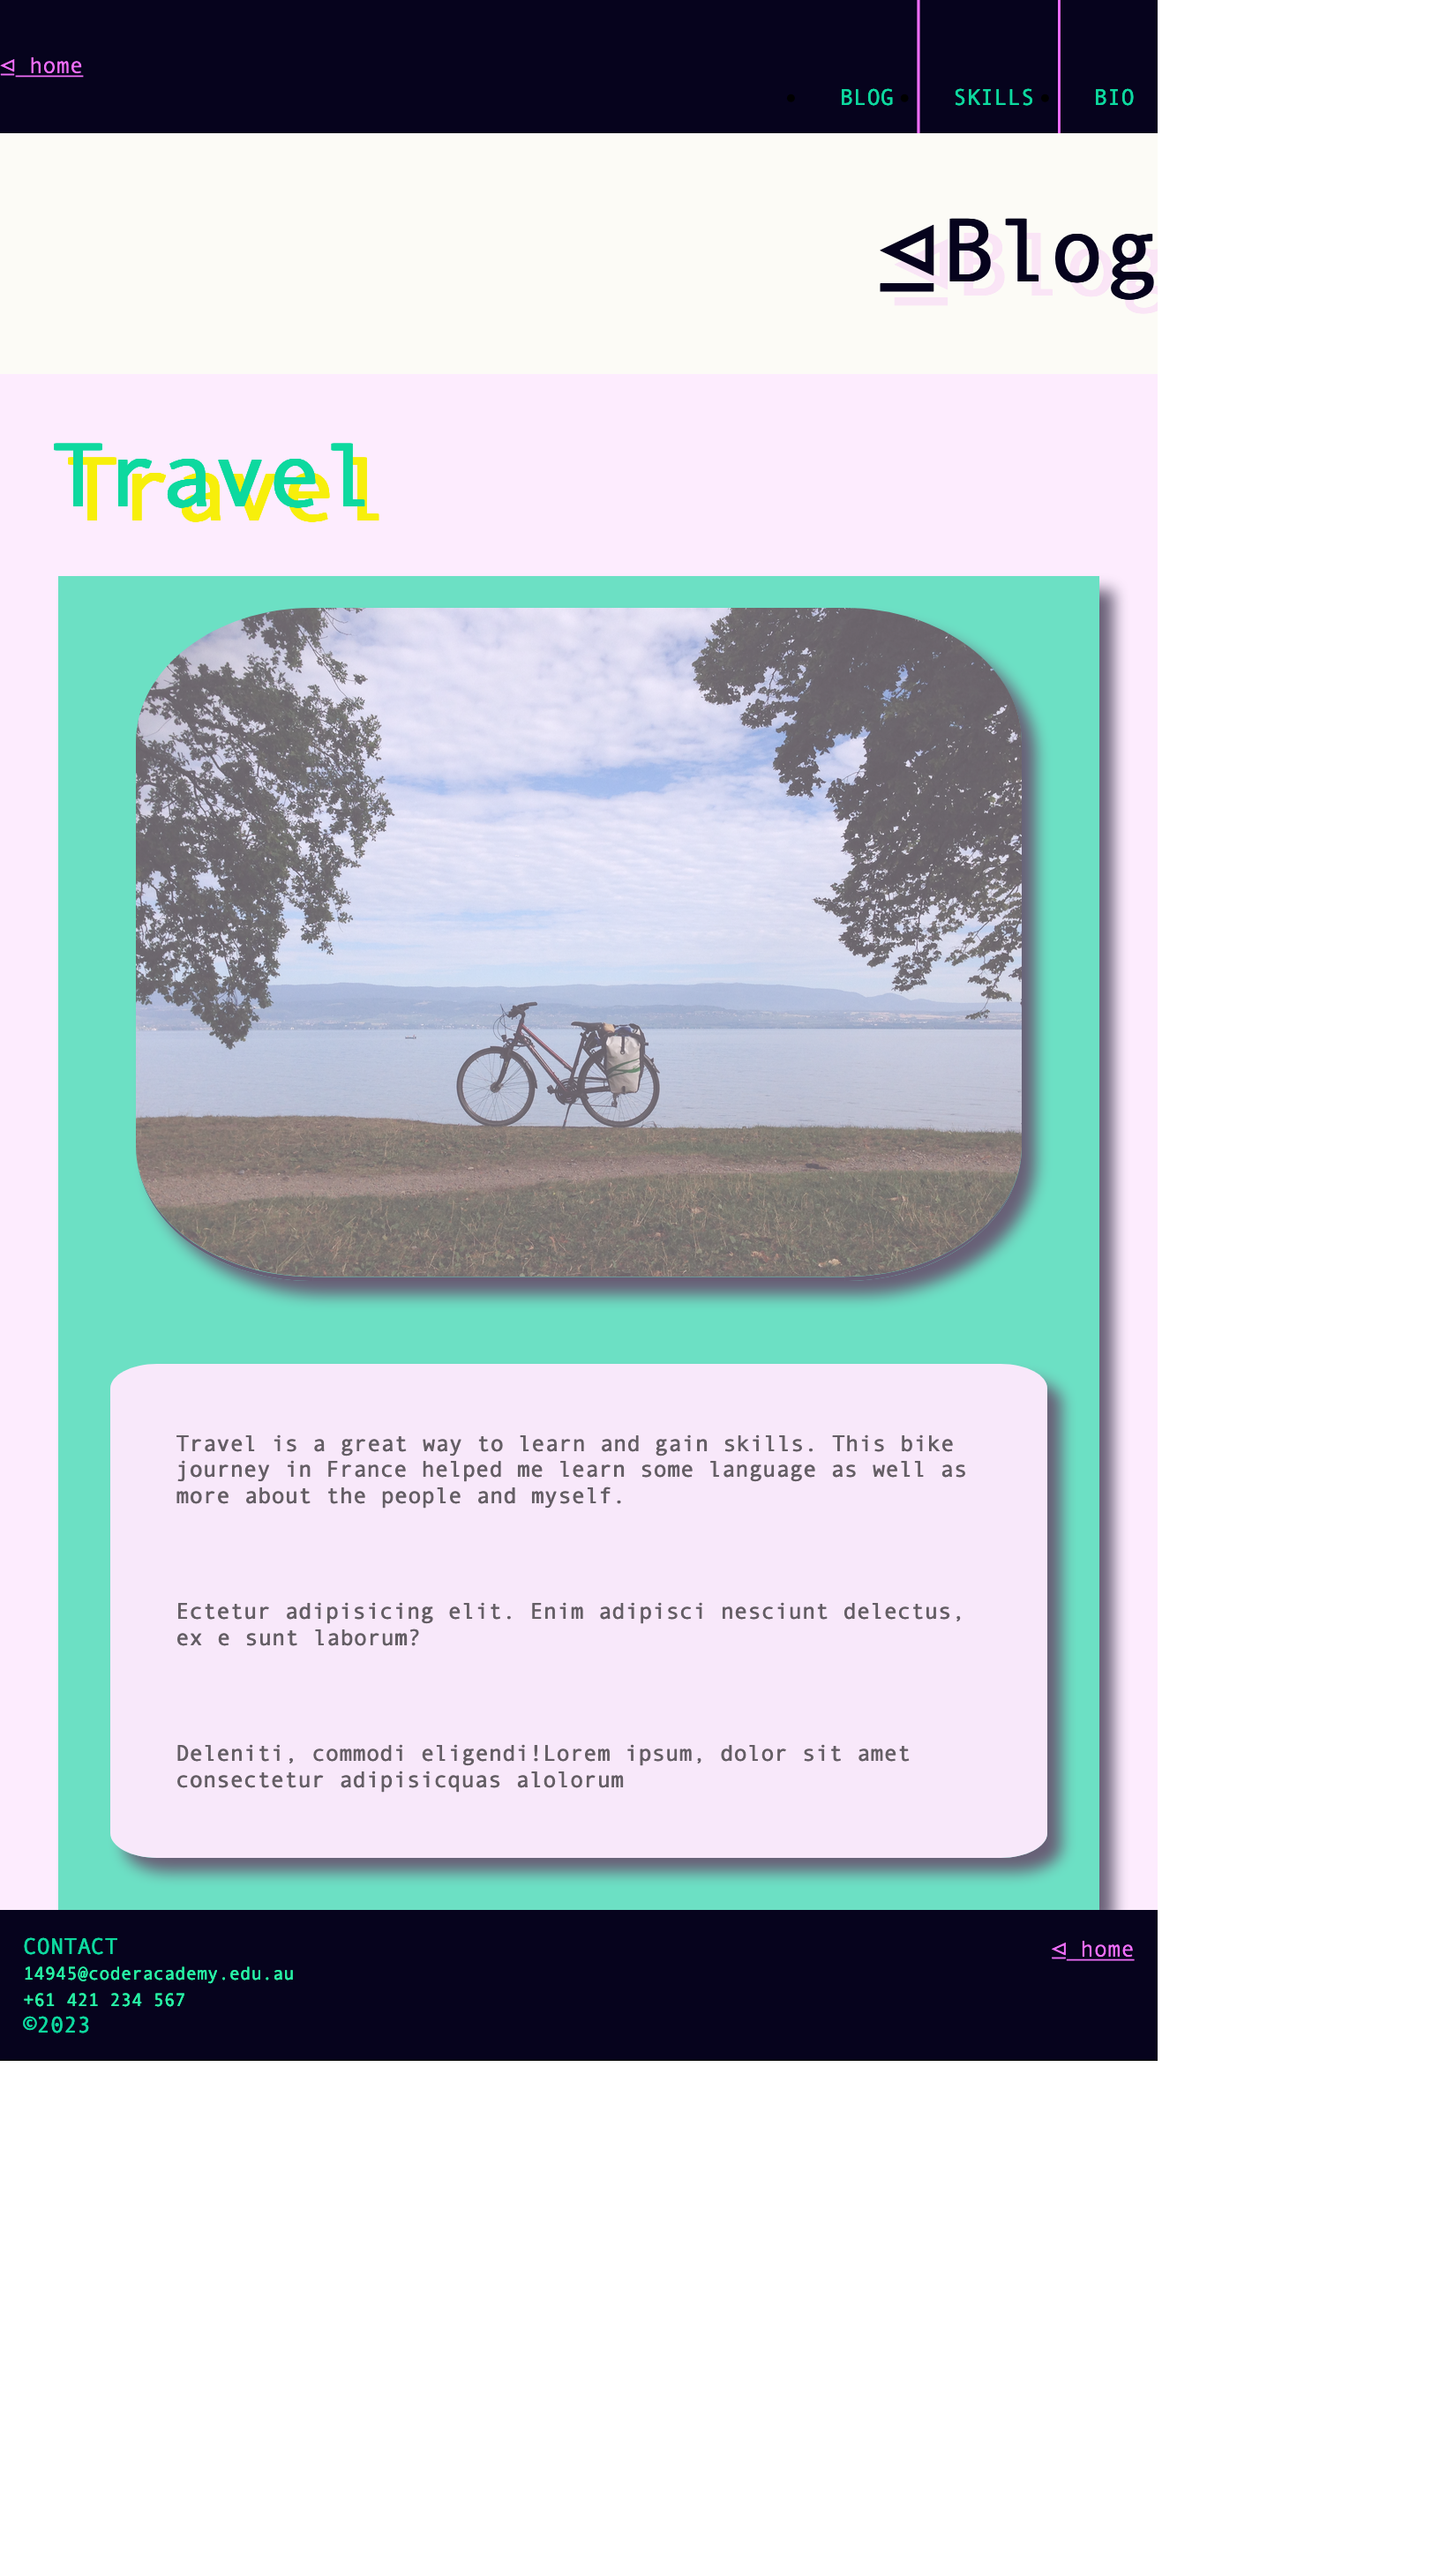 ⊴ home
BLOG
SKILLS
BIO
⊴Blog
Travel
Travel is a great way to learn and gain skills. This bike
journey in France helped me learn some language as well as
more about the people and myself.
Ectetur adipisicing elit. Enim adipisci nesciunt delectus,
ex e sunt laborum?
Deleniti, commodi eligendi!Lorem ipsum, dolor sit amet
consectetur adipisicquas alolorum
CONTACT
⊴ home
14945@coderacademy.edu.au
+61 421 234 567
©2023